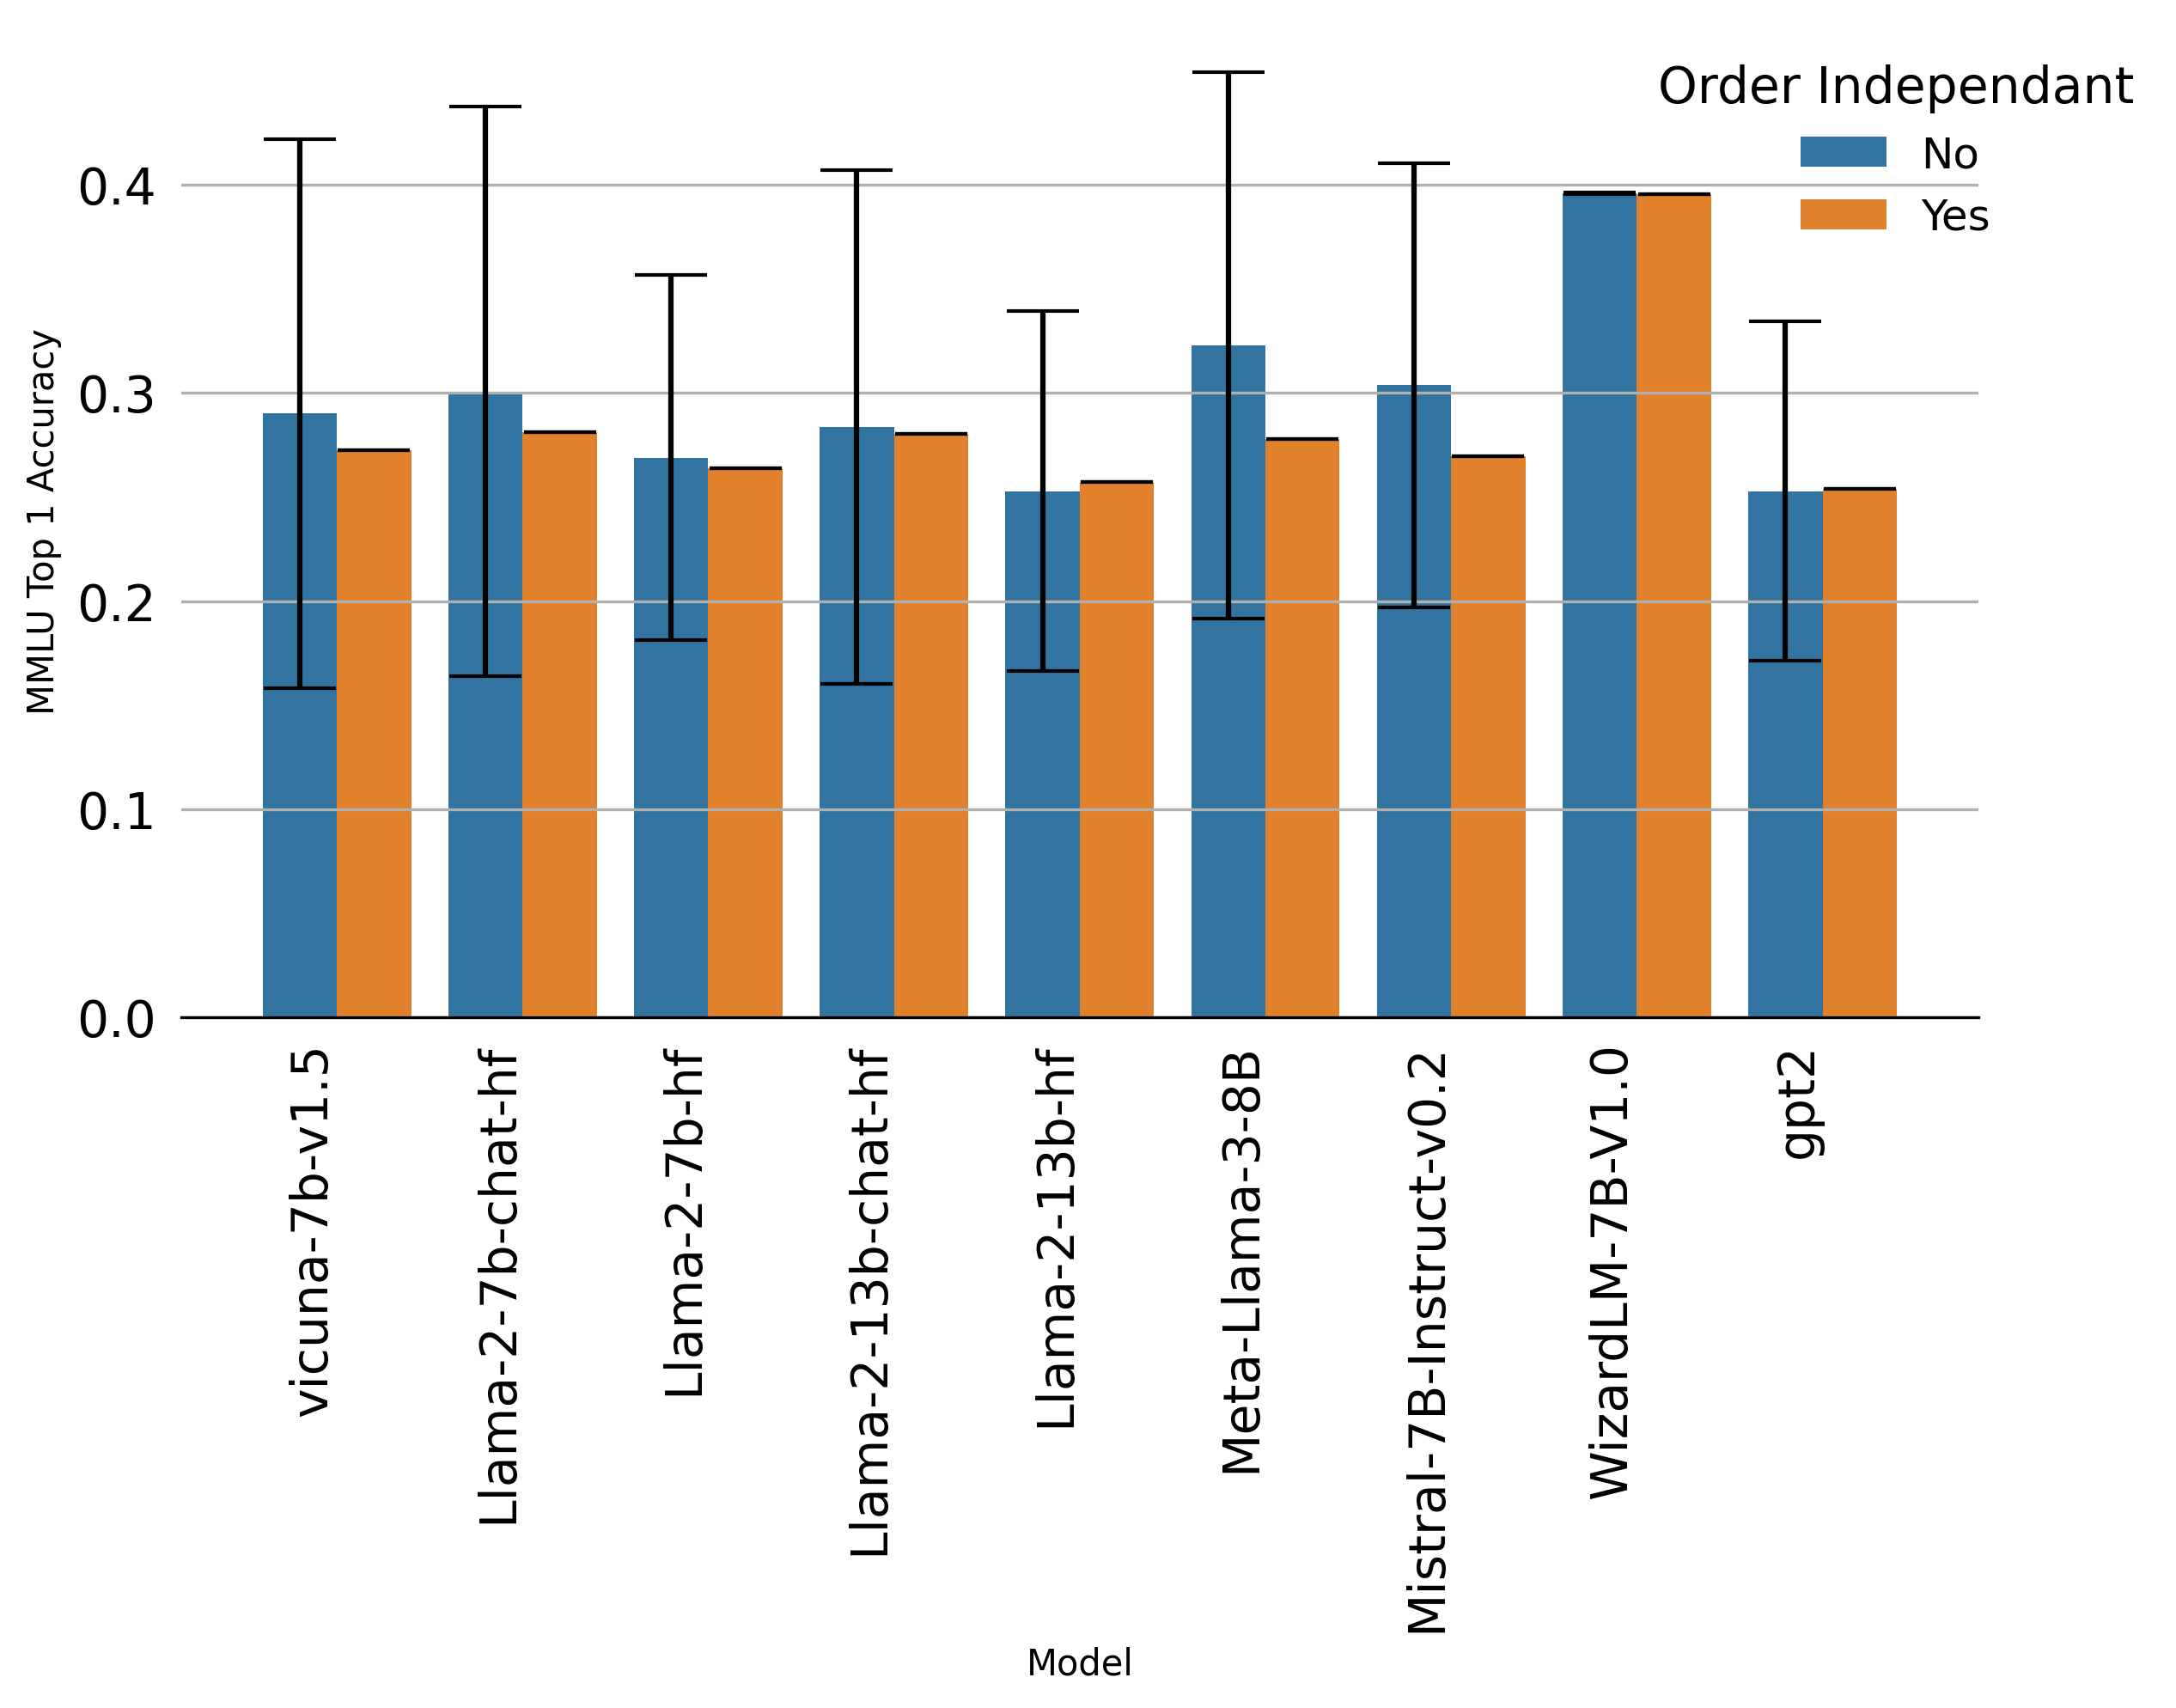 Order Independant
No
Yes
MMLU Top 1 Accuracy
0.4
0.3
0.2
0.1
0.0
vicuna-7b-v1.5
Llama-2-7b-chat-hf
Llama-2-7b-hf
Llama-2-13b-chat-hf
Llama-2-13b-hf
Meta-Llama-3-8B
Mistral-7B-Instruct-v0.2
WizardLM-7B-V1.0
gpt2
Model